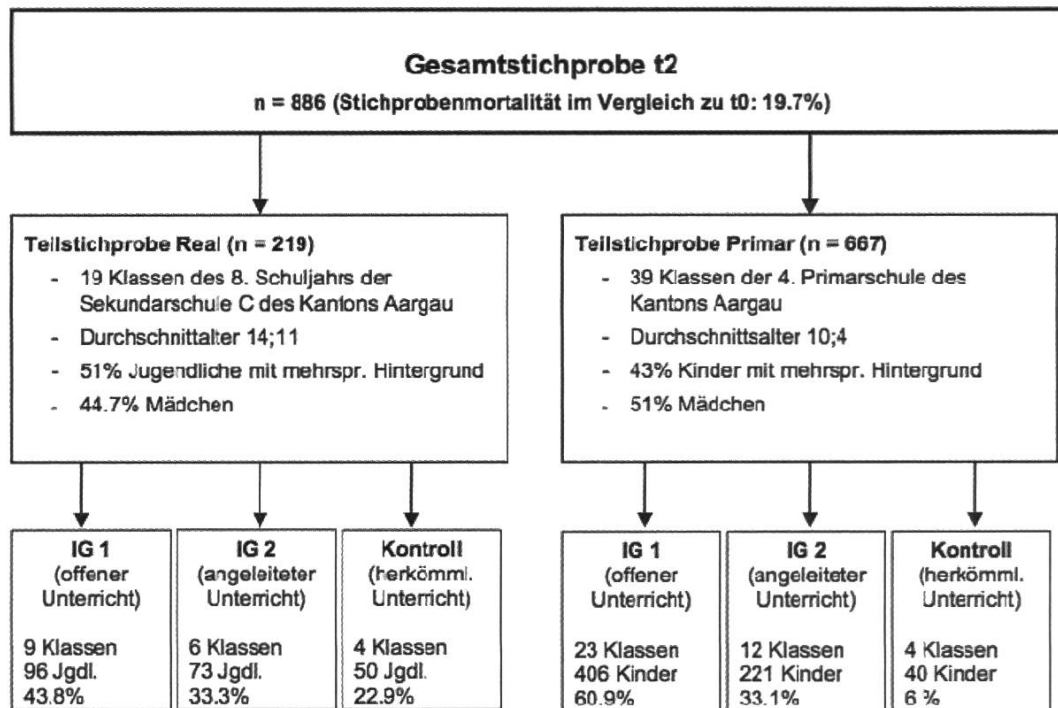 Gesamtstichprobe t2
n = 886 (Stichprobenmortalität im Vergleich zu t0: 19.7%)
Teilstichprobe Real (n = 219)
- 19 Klassen des 8. Schuljahrs der
Sekundarschule C des Kantons Aargau
- Durchschnittalter 14;11
- 51% Jugendliche mit mehrspr. Hintergrund
- 44.7% Mädchen
Teilstichprobe Primar (n = 667)
- 39 Klassen der 4. Primarschule des
Kantons Aargau
- Durchschnittsalter 10;4
- 43% Kinder mit mehrspr. Hintergrund
- 51% Mädchen
IG 1
(offener
Unterricht)
9 Klassen
96 Jgdl.
43.8%
IG 2
(angeleiteter
Unterricht)
6 Klassen
73 Jgdl.
33.3%
Kontroll
(herkömml.
Unterricht)
4 Klassen
50 Jgdl.
22.9%
IG 1
(offener
Unterricht)
23 Klassen
406 Kinder
60.9%
IG 2
(angeleiteter
Unterricht)
12 Klassen
221 Kinder
33.1%
Kontroll
(herkömml.
Unterricht)
4 Klassen
40 Kinder
6 %